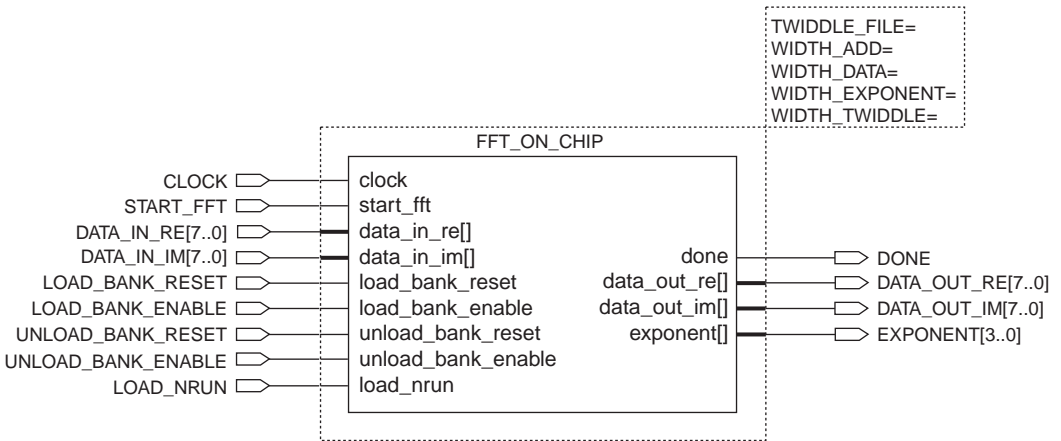 TWIDDLE_FILE=
WIDTH_ADD=
WIDTH_DATA=
WIDTH_EXPONENT=
WIDTH_TWIDDLE=
FFT_ON_CHIP
CLOCK clock
START_FFT start_fft
DATA_IN_RE[7..0] data_in_re[]
DATA_IN_IM[7..0] data_in_im[] done DONE
LOAD_BANK_RESET load_bank_reset data_out_re[] DATA_OUT_RE[7..0]
LOAD_BANK_ENABLE load_bank_enable data_out_im[] DATA_OUT_IM[7..0]
UNLOAD_BANK_RESET unload_bank_reset exponent[] EXPONENT[3..0]
UNLOAD_BANK_ENABLE unload_bank_enable
LOAD_NRUN load_nrun